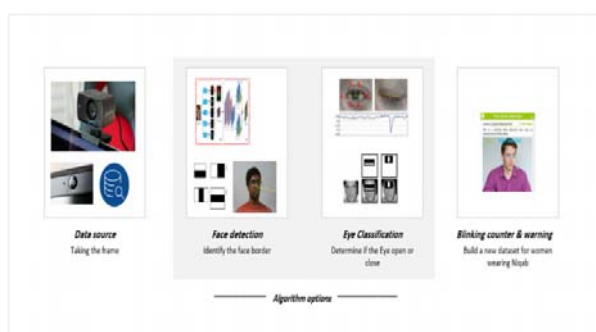 Data source
Taking the frame
Face detection
Identify the face border
Eye Classification
Determine if the Eye open or
close
Blinking counter & warning
Build a new dataset for women
wearing Niqab
Algorithm options